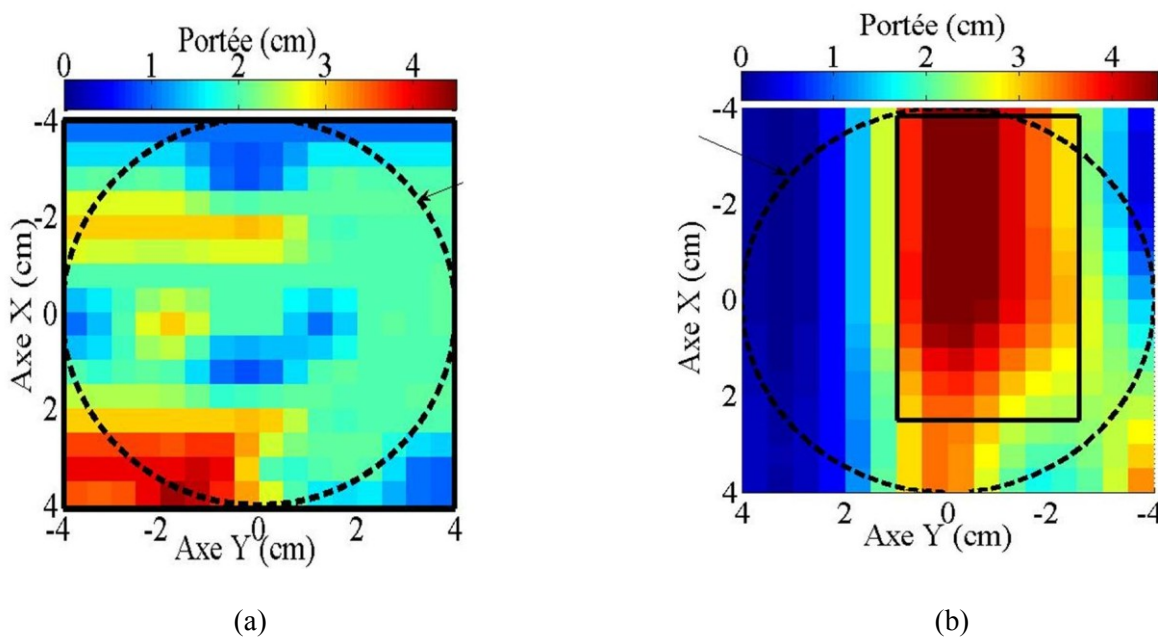 Portée (cm)
0 1 2 3 4
-4
-2
0
2
4
Axe X (cm)
-4 -2 0 2 4
Axe Y (cm)
(a)
Portée (cm)
0 1 2 3 4
-4
-2
0
2
4
Axe X (cm)
4 2 0 -2 -4
Axe Y (cm)
(b)